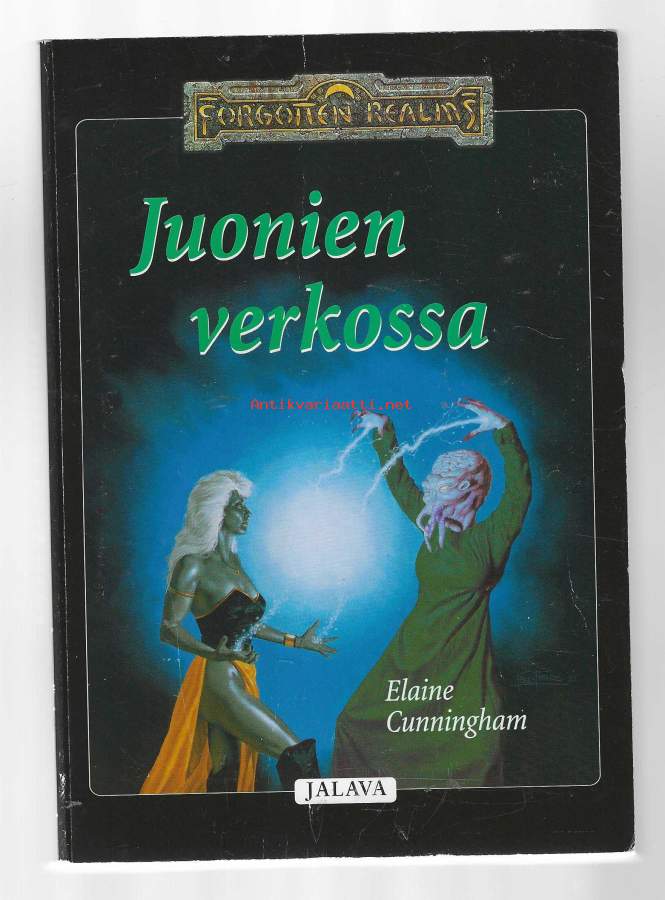 FORGOTTEN REALMS
Juonien
verkossa
Antikvariaatti.net
Elaine
Cunningham
JALAVA